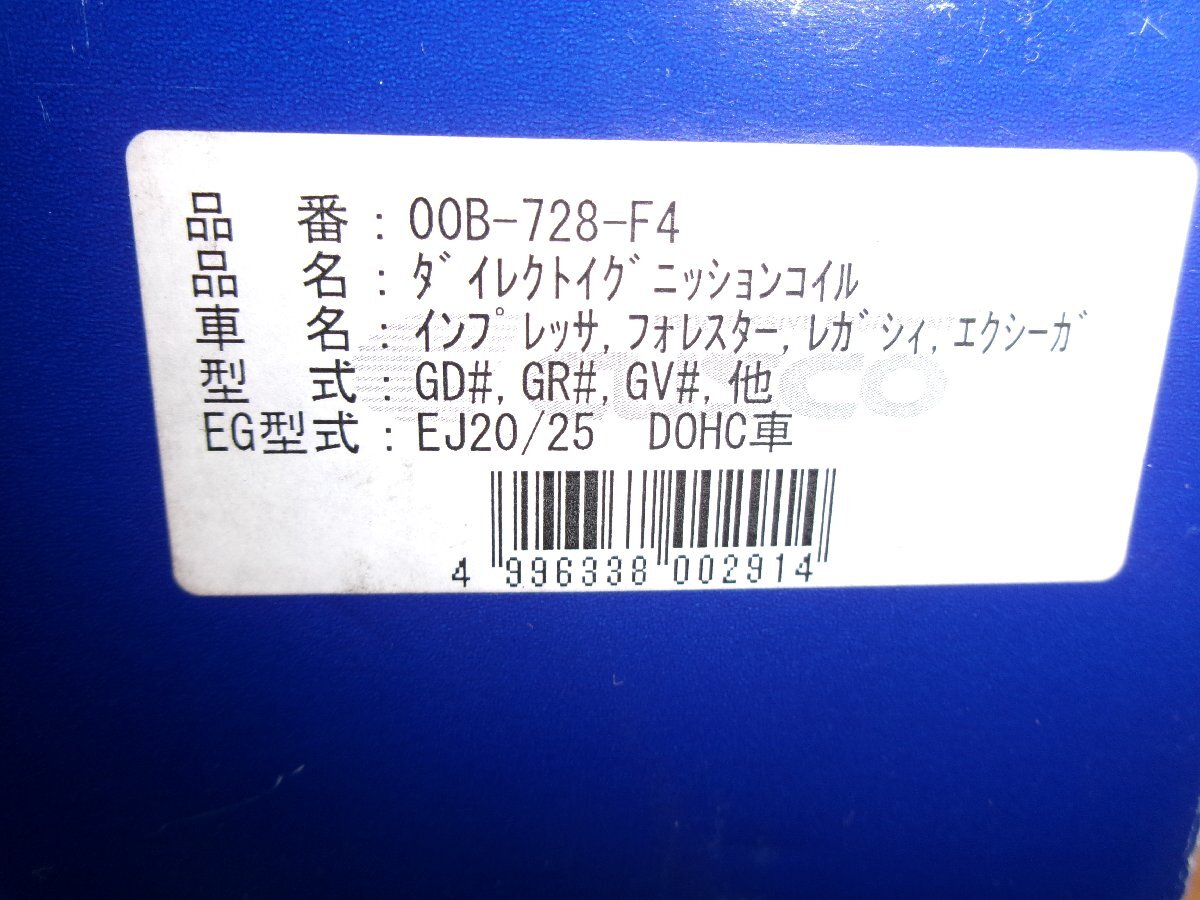 品　番：00B-728-F4
品　名：ﾀﾞｲﾚｸﾄｲｸﾞﾆｯｼｮﾝｺｲﾙ
車　名：ｲﾝﾌﾟﾚｯｻ,ﾌｫﾚｽﾀｰ,ﾚｶﾞｼｨ,ｴｸｼｰｶﾞ
型　式：GD#,GR#,GV#,他
EG型式：EJ20/25　DOHC車
CUSCO
4 996338 002914